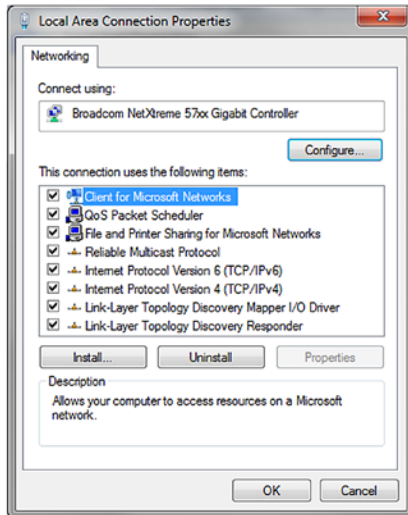 Local Area Connection Properties
Networking
Connect using:
Broadcom NetXtreme 57xx Gigabit Controller
Configure...
This connection uses the following items:
Client for Microsoft Networks
QoS Packet Scheduler
File and Printer Sharing for Microsoft Networks
Reliable Multicast Protocol
Internet Protocol Version 6 (TCP/IPv6)
Internet Protocol Version 4 (TCP/IPv4)
Link-Layer Topology Discovery Mapper I/O Driver
Link-Layer Topology Discovery Responder
Install...
Uninstall
Properties
Description
Allows your computer to access resources on a Microsoft
network.
OK
Cancel